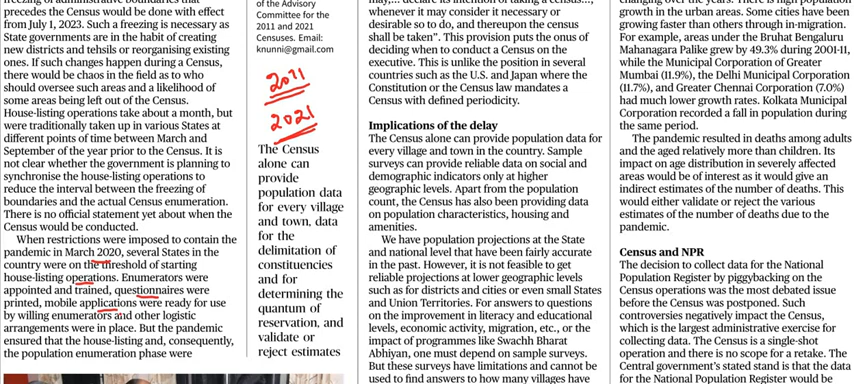 freezing of administrative boundaries that
precedes the Census would be done with effect
from July 1, 2023. Such a freezing is necessary as
State governments are in the habit of creating
new districts and tehsils or reorganising existing
ones. If such changes happen during a Census,
there would be chaos in the field as to who
should oversee such areas and a likelihood of
some areas being left out of the Census.
House-listing operations take about a month, but
were traditionally taken up in various States at
different points of time between March and
September of the year prior to the Census. It is
not clear whether the government is planning to
synchronise the house-listing operations to
reduce the interval between the freezing of
boundaries and the actual Census enumeration.
There is no official statement yet about when the
Census would be conducted.
When restrictions were imposed to contain the
pandemic in March 2020, several States in the
country were on the threshold of starting
house-listing operations. Enumerators were
appointed and trained, questionnaires were
printed, mobile applications were ready for use
by willing enumerators and other logistic
arrangements were in place. But the pandemic
ensured that the house-listing and, consequently,
the population enumeration phase were
of the Advisory
Committee for the
2011 and 2021
Censuses. Email:
knunni@gmail.com
2011
2021
The Census
alone can
provide
population data
for every village
and town, data
for the
delimitation of
constituencies
and for
determining the
quantum of
reservation, and
validate or
reject estimates
may,... declare its intention of taking a census...,
whenever it may consider it necessary or
desirable so to do, and thereupon the census
shall be taken”. This provision puts the onus of
deciding when to conduct a Census on the
executive. This is unlike the position in several
countries such as the U.S. and Japan where the
Constitution or the Census law mandates a
Census with defined periodicity.
Implications of the delay
The Census alone can provide population data for
every village and town in the country. Sample
surveys can provide reliable data on social and
demographic indicators only at higher
geographic levels. Apart from the population
count, the Census has also been providing data
on population characteristics, housing and
amenities.
We have population projections at the State
and national level that have been fairly accurate
in the past. However, it is not feasible to get
reliable projections at lower geographic levels
such as for districts and cities or even small States
and Union Territories. For answers to questions
on the improvement in literacy and educational
levels, economic activity, migration, etc., or the
impact of programmes like Swachh Bharat
Abhiyan, one must depend on sample surveys.
But these surveys have limitations and cannot be
used to find answers to how many villages have
changing over the years. There is high population
growth in the urban areas. Some cities have been
growing faster than others through in-migration.
For example, areas under the Bruhat Bengaluru
Mahanagara Palike grew by 49.3% during 2001-11,
while the Municipal Corporation of Greater
Mumbai (11.9%), the Delhi Municipal Corporation
(11.7%), and Greater Chennai Corporation (7.0%)
had much lower growth rates. Kolkata Municipal
Corporation recorded a fall in population during
the same period.
The pandemic resulted in deaths among adults
and the aged relatively more than children. Its
impact on age distribution in severely affected
areas would be of interest as it would give an
indirect estimates of the number of deaths. This
would either validate or reject the various
estimates of the number of deaths due to the
pandemic.
Census and NPR
The decision to collect data for the National
Population Register by piggybacking on the
Census operations was the most debated issue
before the Census was postponed. Such
controversies negatively impact the Census,
which is the largest administrative exercise for
collecting data. The Census is a single-shot
operation and there is no scope for a retake. The
Central government’s stand is that the data
for the National Population Register would be